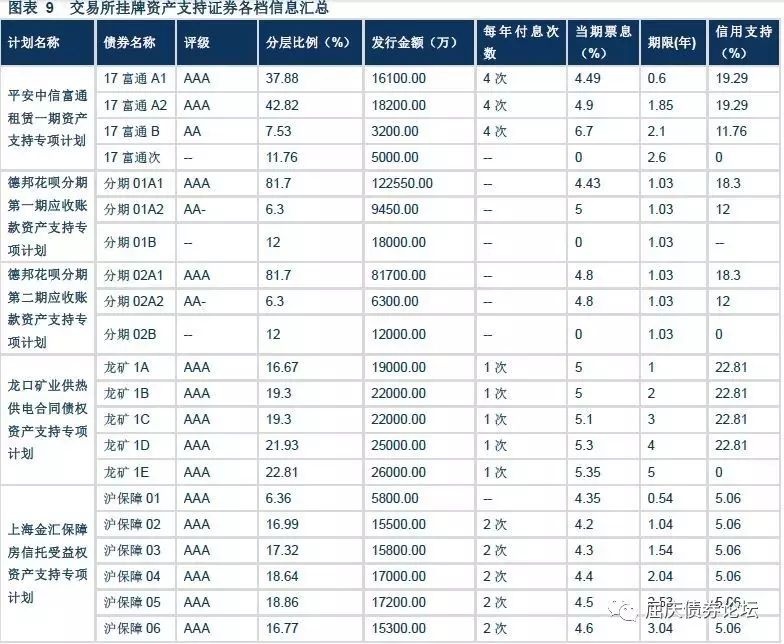 图表 9 交易所挂牌资产支持证券各档信息汇总
计划名称 债券名称 评级 分层比例（%） 发行金额（万） 每年付息次数 当期票息（%） 期限(年) 信用支持（%）
平安中信富通租赁一期资产支持专项计划
17 富通 A1 AAA 37.88 16100.00 4 次 4.49 0.6 19.29
17 富通 A2 AAA 42.82 18200.00 4 次 4.9 1.85 19.29
17 富通 B AA 7.53 3200.00 4 次 6.7 2.1 11.76
17 富通次 -- 11.76 5000.00 -- 0 2.6 0
德邦花呗分期第一期应收账款资产支持专项计划
分期 01A1 AAA 81.7 122550.00 -- 4.43 1.03 18.3
分期 01A2 AA- 6.3 9450.00 -- 5 1.03 12
分期 01B -- 12 18000.00 -- 0 1.03 --
德邦花呗分期第二期应收账款资产支持专项计划
分期 02A1 AAA 81.7 81700.00 -- 4.8 1.03 18.3
分期 02A2 AA- 6.3 6300.00 -- 4.8 1.03 12
分期 02B -- 12 12000.00 -- 0 1.03 0
龙口矿业供热供电合同债权资产支持专项计划
龙矿 1A AAA 16.67 19000.00 1 次 5 1 22.81
龙矿 1B AAA 19.3 22000.00 1 次 5 2 22.81
龙矿 1C AAA 19.3 22000.00 1 次 5.1 3 22.81
龙矿 1D AAA 21.93 25000.00 1 次 5.3 4 22.81
龙矿 1E AAA 22.81 26000.00 1 次 5.35 5 0
上海金汇保障房信托受益权资产支持专项计划
沪保障 01 AAA 6.36 5800.00 -- 4.35 0.54 5.06
沪保障 02 AAA 16.99 15500.00 2 次 4.2 1.04 5.06
沪保障 03 AAA 17.32 15800.00 2 次 4.3 1.54 5.06
沪保障 04 AAA 18.64 17000.00 2 次 4.4 2.04 5.06
沪保障 05 AAA 18.86 17200.00 2 次 4.5 5.06
沪保障 06 AAA 16.77 15300.00 2 次 4.6 3.04 5.06
屈庆债券论坛